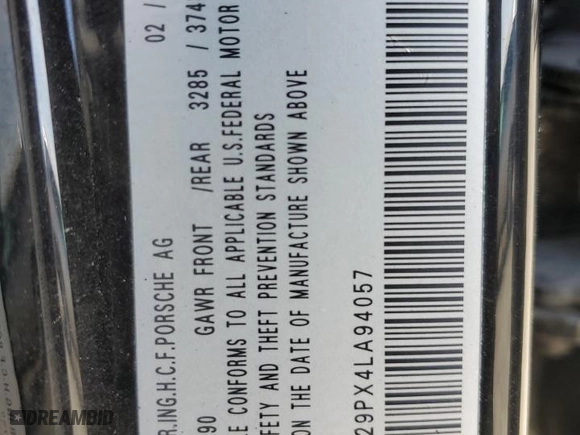 R.ING.H.C.F.PORSCHE AG 02 /
90 GAWR FRONT /REAR 3285 / 374
E CONFORMS TO ALL APPLICABLE U.S.FEDERAL MOTOR
FETY AND THEFT PREVENTION STANDARDS
ON THE DATE OF MANUFACTURE SHOWN ABOVE
29PX4LA94057
DREAMBID